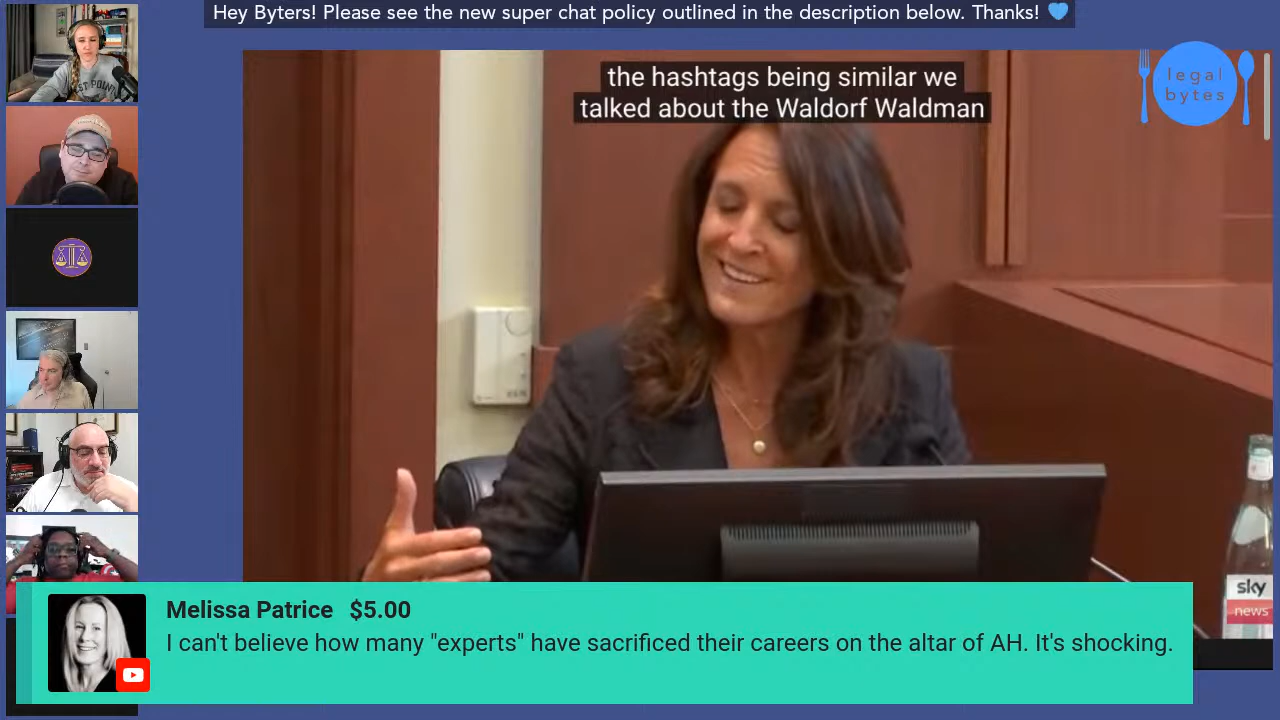 Hey Byters! Please see the new super chat policy outlined in the description below. Thanks! 💙
legal
bytes
the hashtags being similar we
talked about the Waldorf Waldman
sky
news
Melissa Patrice $5.00
I can't believe how many "experts" have sacrificed their careers on the altar of AH. It's shocking.